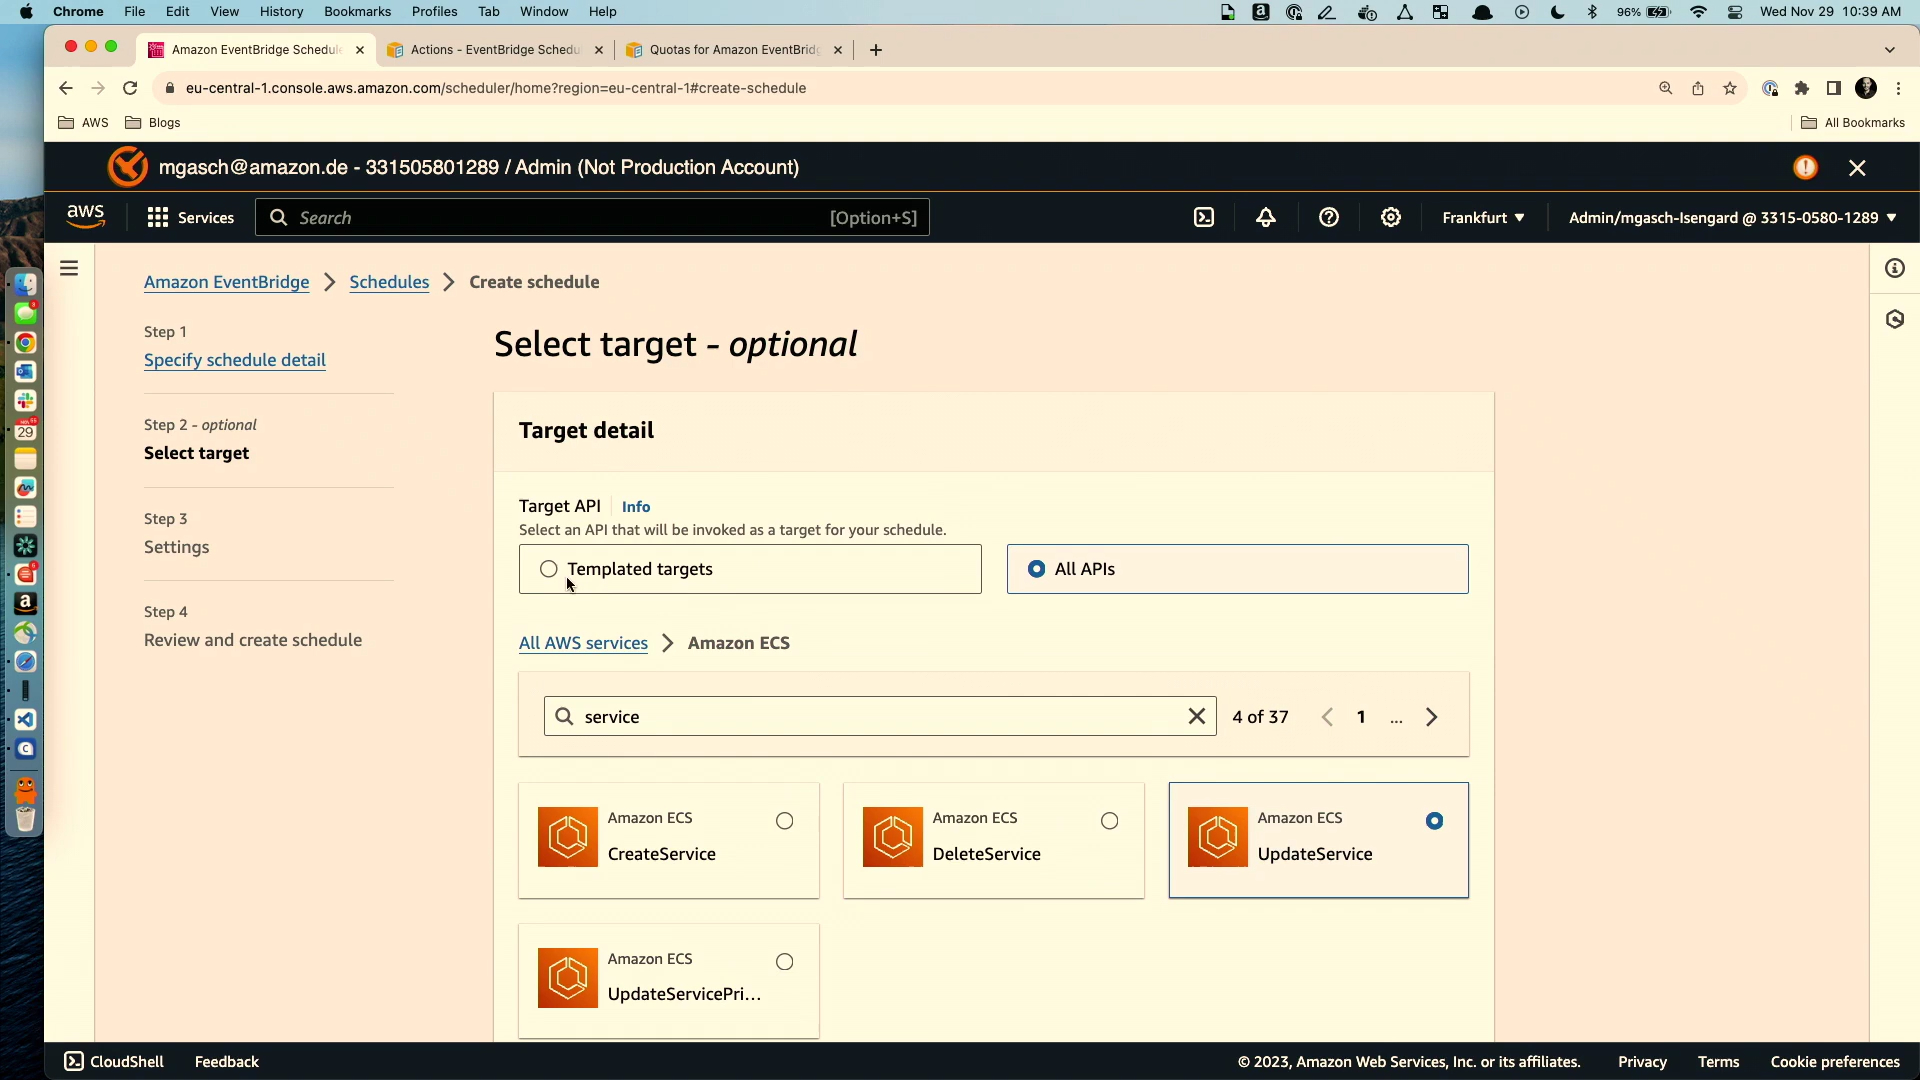 Chrome File Edit View History Bookmarks Profiles Tab Window Help
96% Wed Nov 29 10:39 AM
Amazon EventBridge Schedule
Actions - EventBridge Schedu
Quotas for Amazon EventBridg
eu-central-1.console.aws.amazon.com/scheduler/home?region=eu-central-1#create-schedule
AWS Blogs
All Bookmarks
mgasch@amazon.de - 331505801289 / Admin (Not Production Account)
aws
Services
Search
[Option+S]
Frankfurt
Admin/mgasch-Isengard @ 3315-0580-1289
Amazon EventBridge
Schedules
Create schedule
Step 1
Specify schedule detail
Step 2 - optional
Select target
Step 3
Settings
Step 4
Review and create schedule
Select target - optional
Target detail
Target API
Info
Select an API that will be invoked as a target for your schedule.
Templated targets
All APIs
All AWS services
Amazon ECS
service
4 of 37
1
...
Amazon ECS
CreateService
Amazon ECS
DeleteService
Amazon ECS
UpdateService
Amazon ECS
UpdateServicePri...
29
CloudShell
Feedback
© 2023, Amazon Web Services, Inc. or its affiliates.
Privacy
Terms
Cookie preferences